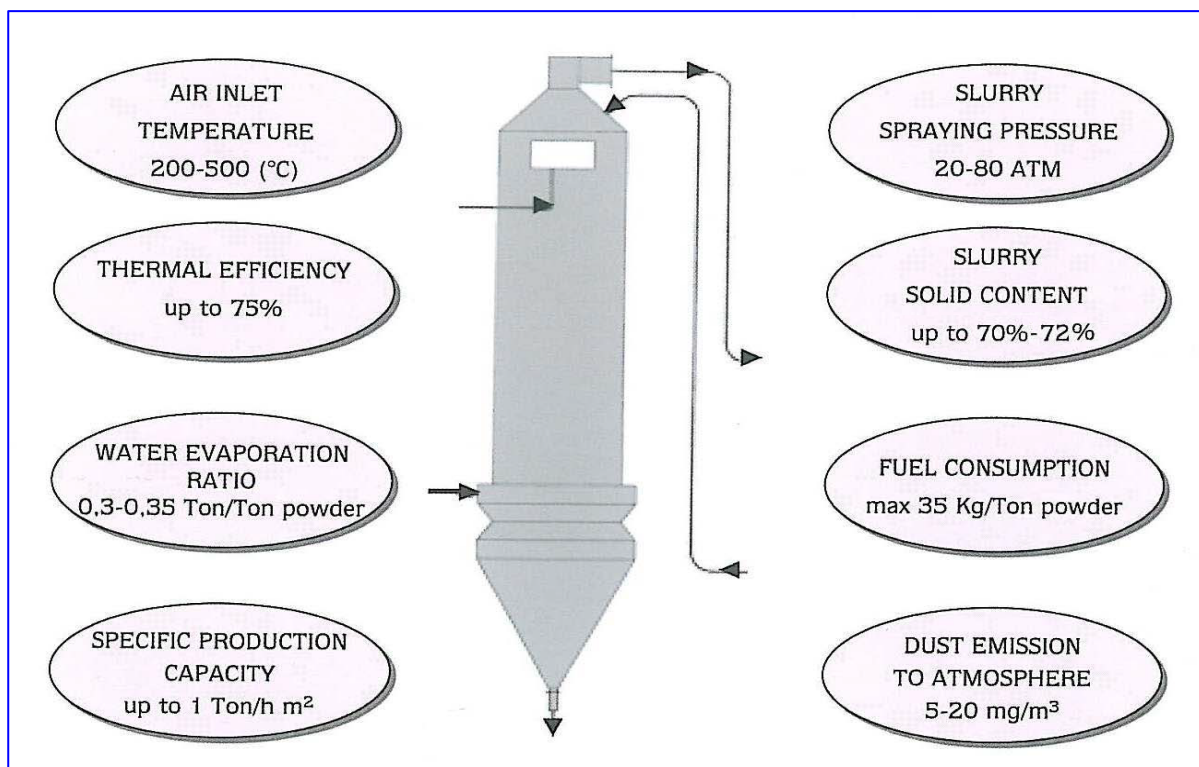 AIR INLET
TEMPERATURE
200-500 (°C)
THERMAL EFFICIENCY
up to 75%
WATER EVAPORATION
RATIO
0,3-0,35 Ton/Ton powder
SPECIFIC PRODUCTION
CAPACITY
up to 1 Ton/h m²
SLURRY
SPRAYING PRESSURE
20-80 ATM
SLURRY
SOLID CONTENT
up to 70%-72%
FUEL CONSUMPTION
max 35 Kg/Ton powder
DUST EMISSION
TO ATMOSPHERE
5-20 mg/m³